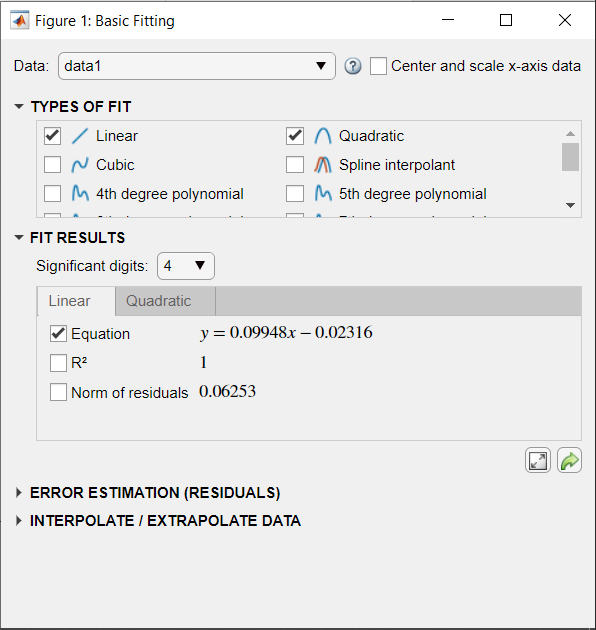 Figure 1: Basic Fitting
Data: data1 Center and scale x-axis data
TYPES OF FIT
Linear Quadratic
Cubic Spline interpolant
4th degree polynomial 5th degree polynomial
FIT RESULTS
Significant digits: 4
Linear Quadratic
Equation y = 0.09948x − 0.02316
R² 1
Norm of residuals 0.06253
ERROR ESTIMATION (RESIDUALS)
INTERPOLATE / EXTRAPOLATE DATA